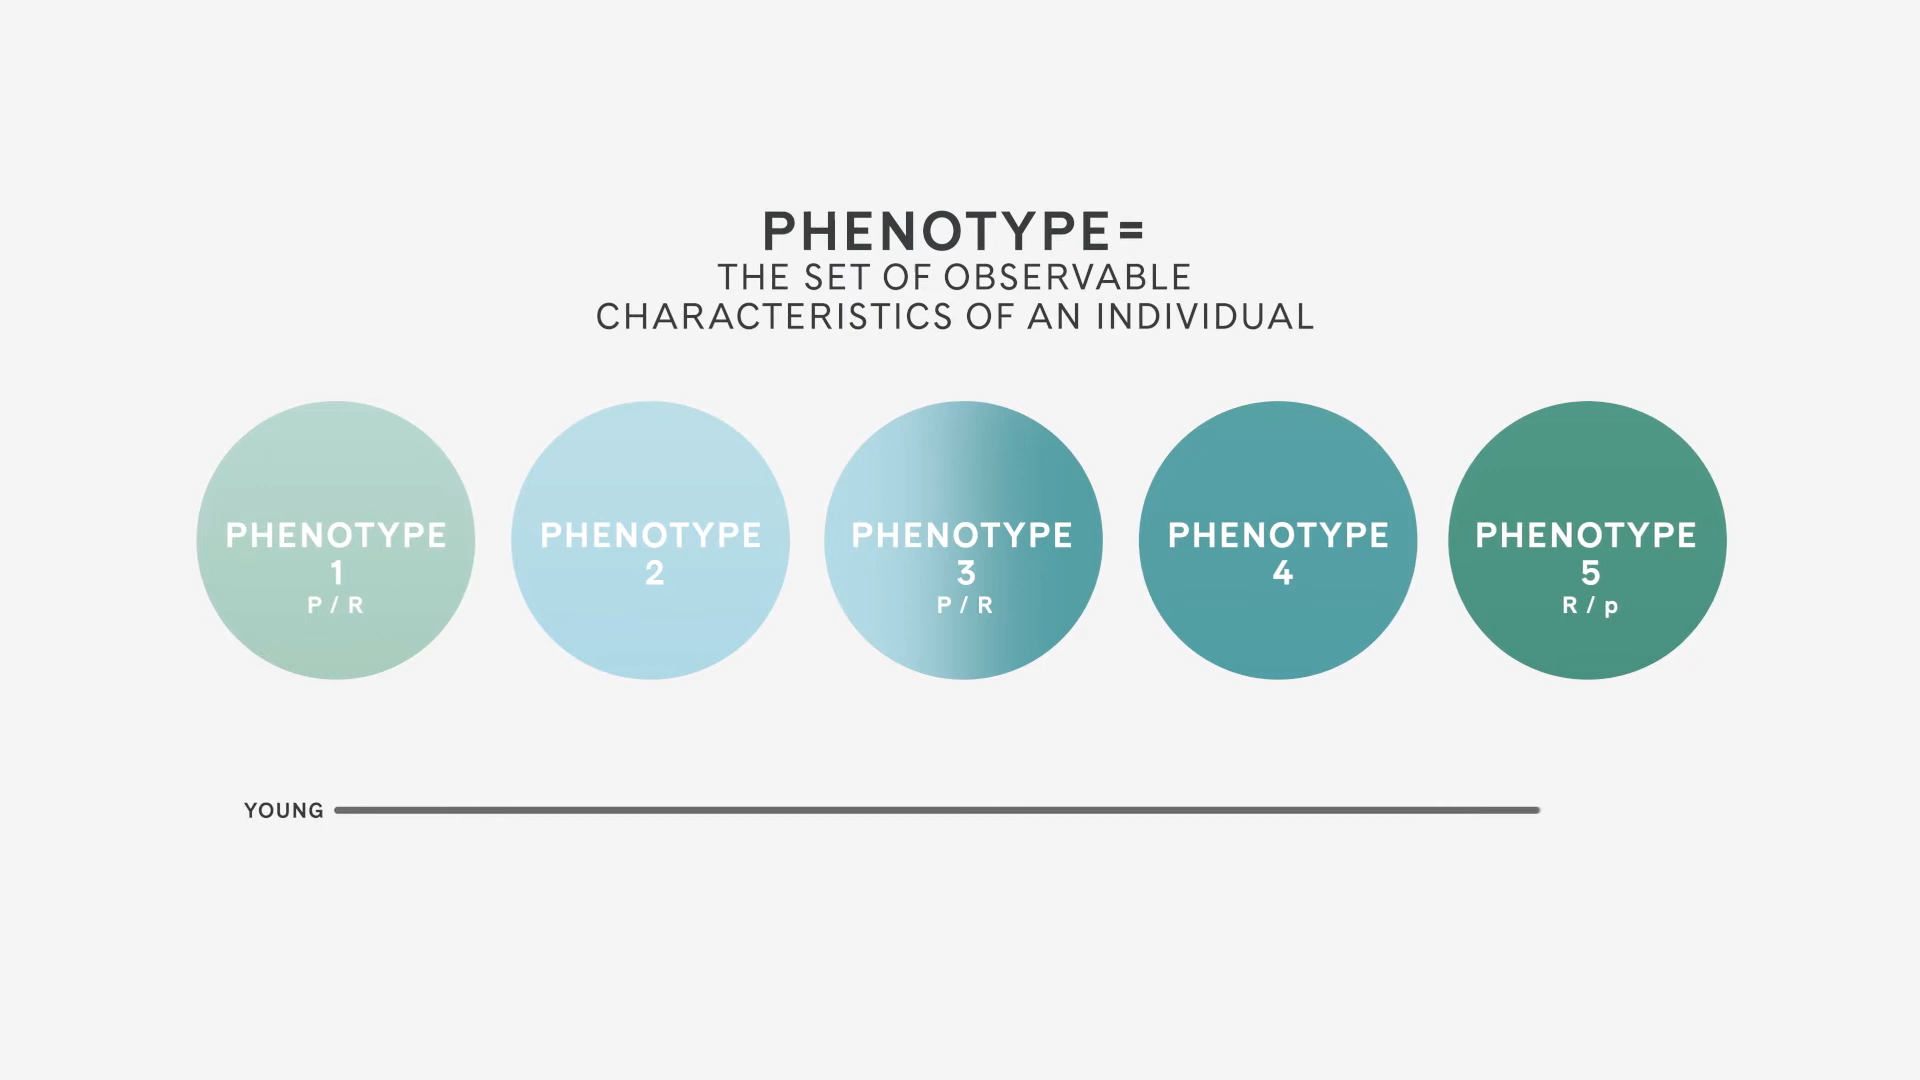 PHENOTYPE=
THE SET OF OBSERVABLE
CHARACTERISTICS OF AN INDIVIDUAL
PHENOTYPE
1
P / R
PHENOTYPE
2
PHENOTYPE
3
P / R
PHENOTYPE
4
PHENOTYPE
5
R / p
YOUNG